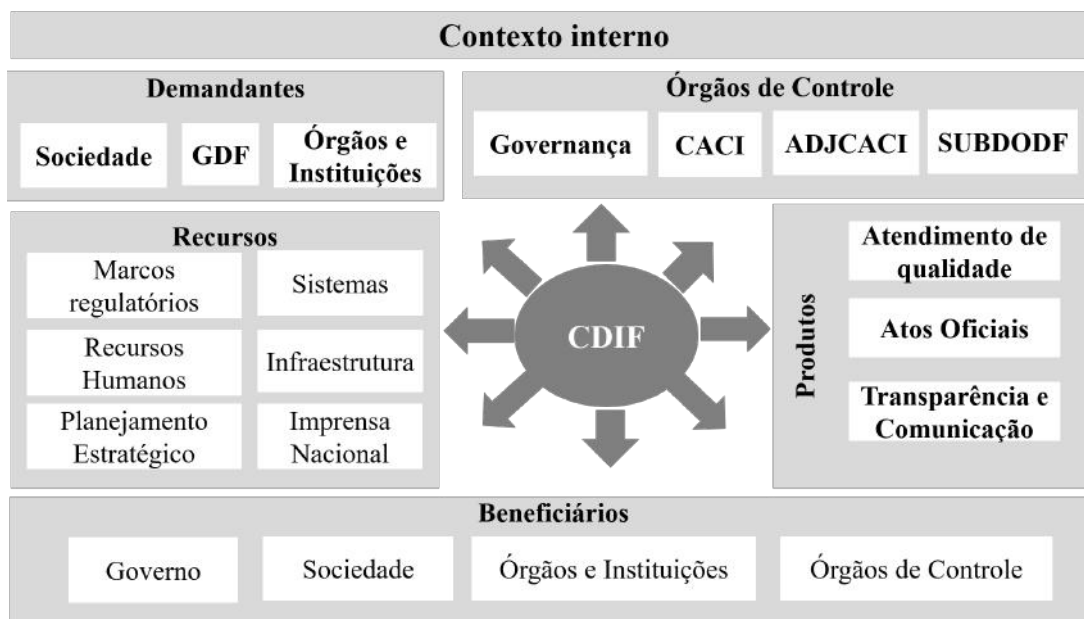 Contexto interno
Demandantes
Sociedade
GDF
Órgãos e
Instituições
Órgãos de Controle
Governança
CACI
ADJCACI
SUBDODF
Recursos
Marcos
regulatórios
Sistemas
Recursos
Humanos
Infraestrutura
Planejamento
Estratégico
Imprensa
Nacional
CDIF
Produtos
Atendimento de
qualidade
Atos Oficiais
Transparência e
Comunicação
Beneficiários
Governo
Sociedade
Órgãos e Instituições
Órgãos de Controle